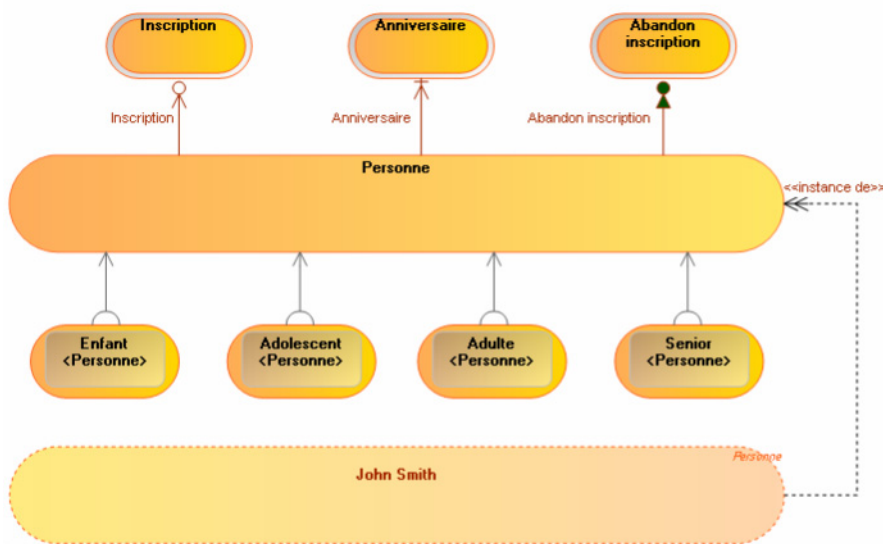 Inscription
Anniversaire
Abandon
inscription
Inscription
Anniversaire
Abandon inscription
Personne
<<instance de>>
Enfant
<Personne>
Adolescent
<Personne>
Adulte
<Personne>
Senior
<Personne>
Personne
John Smith